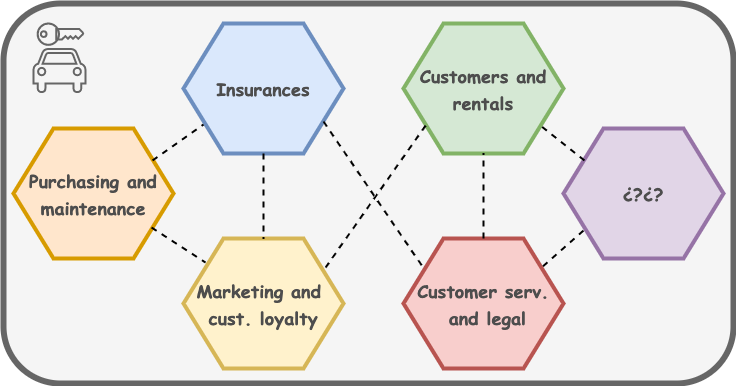 Insurances
Customers and
rentals
Purchasing and
maintenance
¿?¿?
Marketing and
cust. loyalty
Customer serv.
and legal